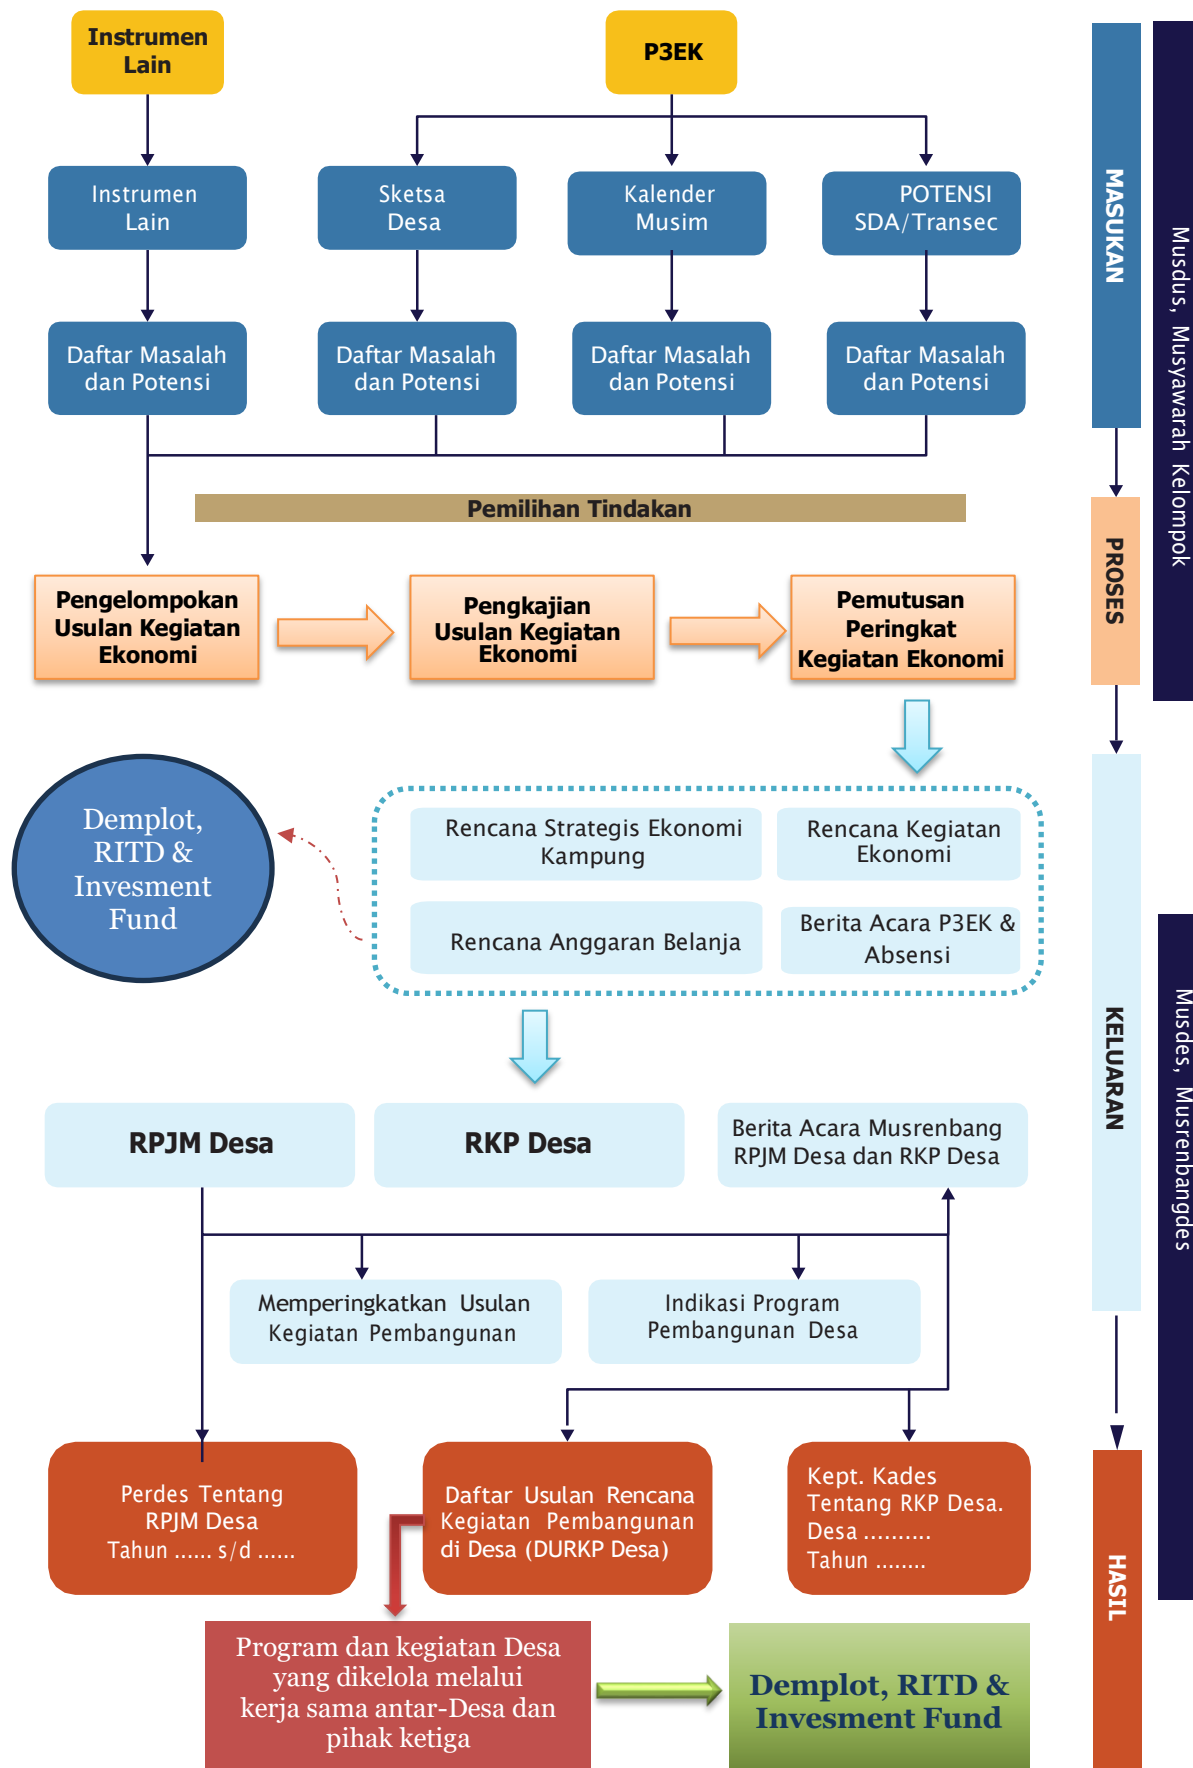 Instrumen
Lain
P3EK
Instrumen
Lain
Sketsa
Desa
Kalender
Musim
POTENSI
SDA/Transec
Daftar Masalah
dan Potensi
Daftar Masalah
dan Potensi
Daftar Masalah
dan Potensi
Daftar Masalah
dan Potensi
MASUKAN
Musdus, Musyawarah Kelompok
Pemilihan Tindakan
Pengelompokan
Usulan Kegiatan
Ekonomi
Pengkajian
Usulan Kegiatan
Ekonomi
Pemutusan
Peringkat
Kegiatan Ekonomi
PROSES
Demplot,
RITD &
Invesment
Fund
Rencana Strategis Ekonomi
Kampung
Rencana Kegiatan
Ekonomi
Rencana Anggaran Belanja
Berita Acara P3EK &
Absensi
KELUARAN
Musdes, Musrenbangdes
RPJM Desa
RKP Desa
Berita Acara Musrenbang
RPJM Desa dan RKP Desa
Memperingkatkan Usulan
Kegiatan Pembangunan
Indikasi Program
Pembangunan Desa
Perdes Tentang
RPJM Desa
Tahun ...... s/d ......
Daftar Usulan Rencana
Kegiatan Pembangunan
di Desa (DURKP Desa)
Kept. Kades
Tentang RKP Desa.
Desa ..........
Tahun ........
HASIL
Program dan kegiatan Desa
yang dikelola melalui
kerja sama antar-Desa dan
pihak ketiga
Demplot, RITD &
Invesment Fund